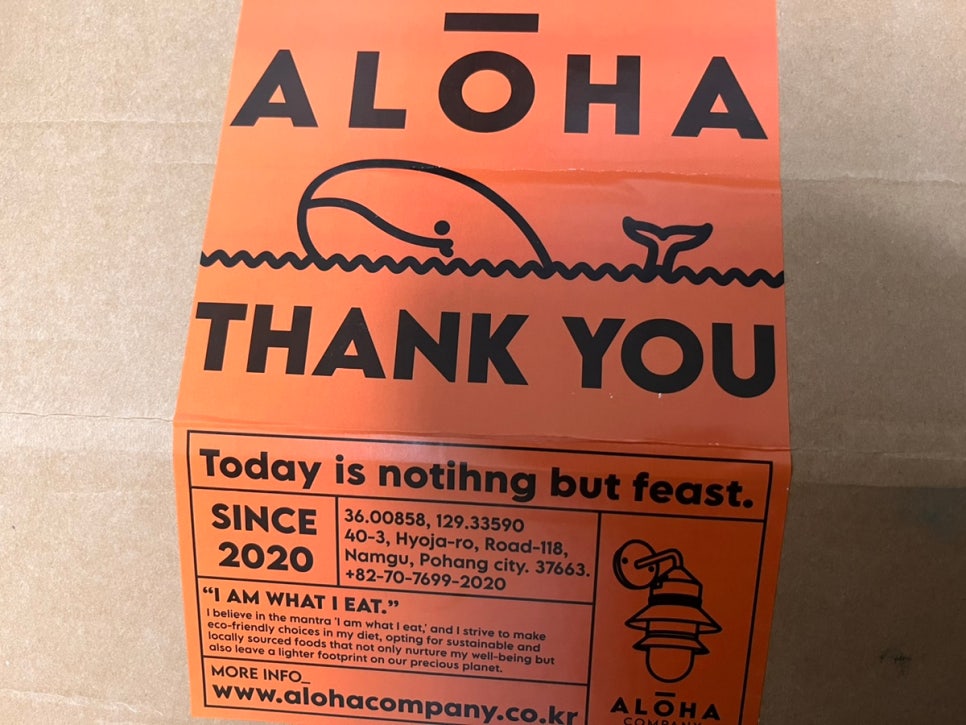 ALŌHA
THANK YOU
Today is notihng but feast.
SINCE
2020
36.00858, 129.33590
40-3, Hyoja-ro, Road-118,
Namgu, Pohang city. 37663.
+82-70-7699-2020
“I AM WHAT I EAT.”
I believe in the mantra 'I am what I eat,' and I strive to make
eco-friendly choices in my diet, opting for sustainable and
locally sourced foods that not only nurture my well-being but
also leave a lighter footprint on our precious planet.
MORE INFO_
www.alohacompany.co.kr
ALŌHA
COMPANY